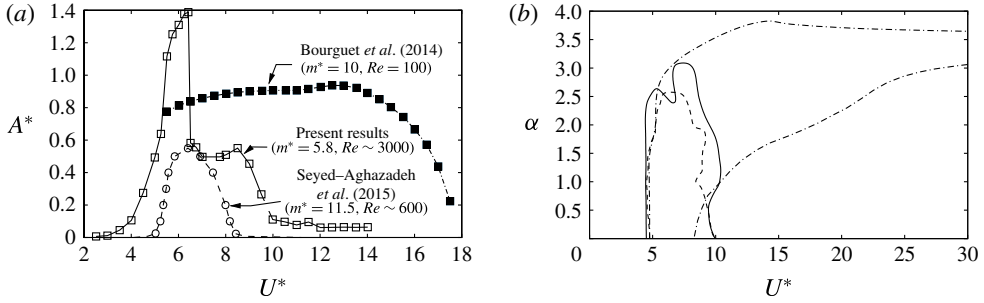 (a)
1.4
1.2
1.0
0.8
0.6
0.4
0.2
0
A*
Bourguet et al. (2014)
(m* = 10, Re = 100)
Present results
(m* = 5.8, Re ~ 3000)
Seyed–Aghazadeh
et al. (2015)
(m* = 11.5, Re ~ 600)
2 4 6 8 10 12 14 16 18
U*
(b)
4.0
3.5
3.0
2.5
2.0
1.5
1.0
0.5
α
0 5 10 15 20 25 30
U*